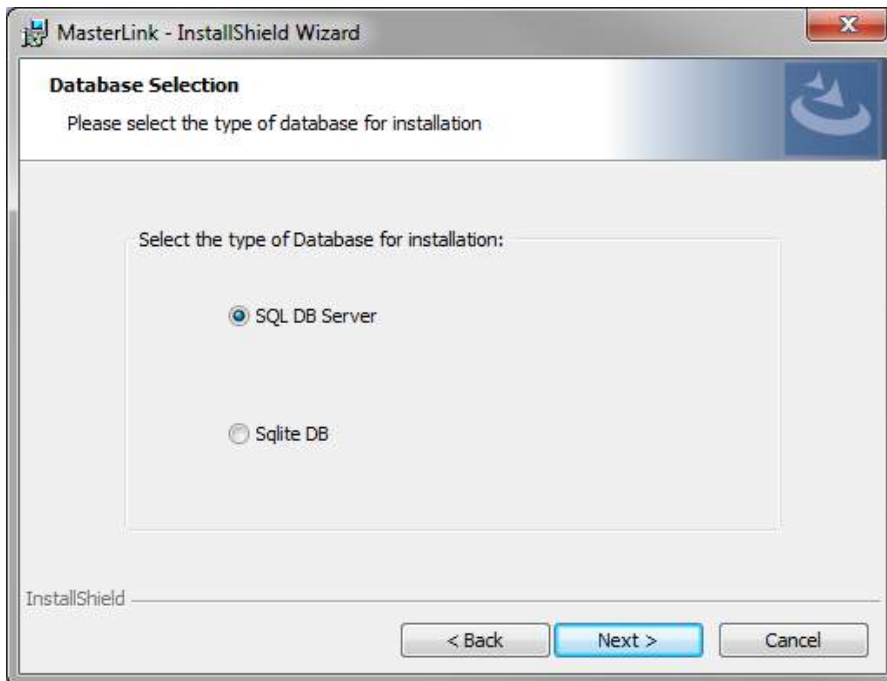 MasterLink - InstallShield Wizard
Database Selection
Please select the type of database for installation
Select the type of Database for installation:
SQL DB Server
Sqlite DB
InstallShield
< Back
Next >
Cancel